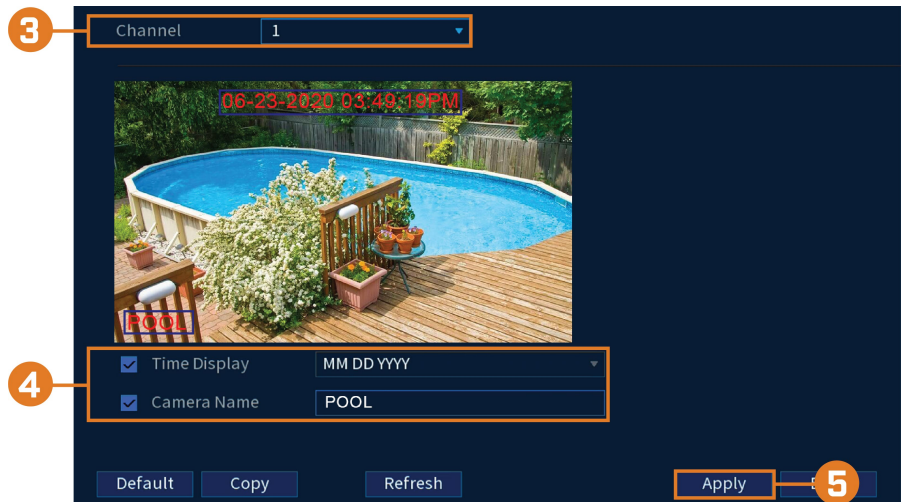 3
Channel 1
06-23-2020 03:49:19PM
POOL
4
Time Display MM DD YYYY
Camera Name POOL
Default Copy Refresh Apply 5